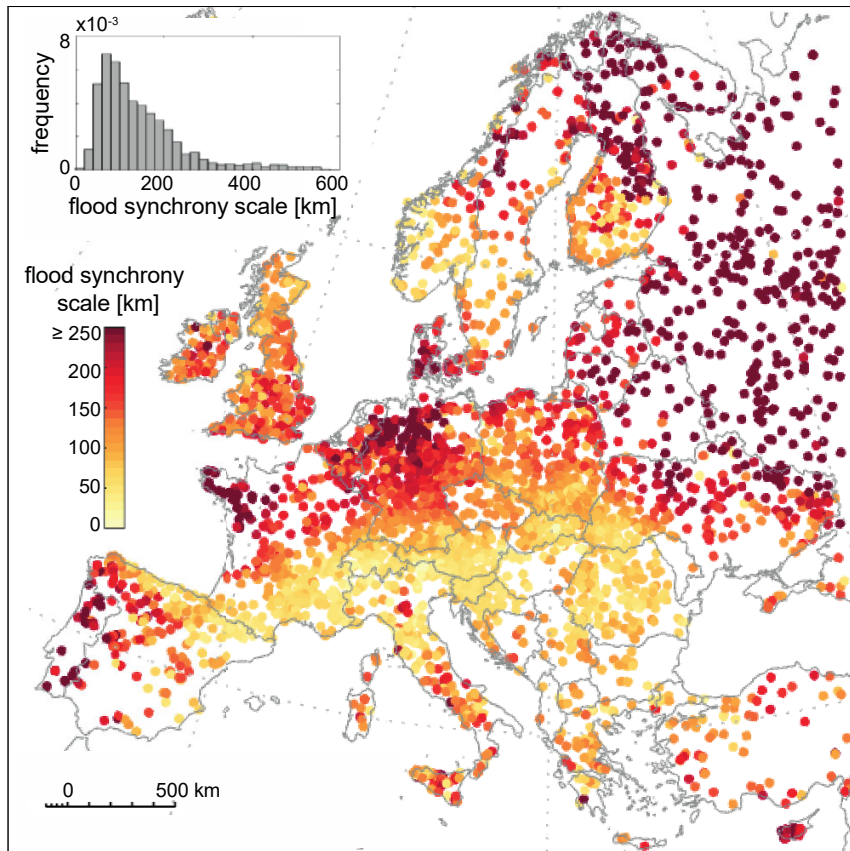 x10-3
8
frequency
0
0 200 400 600
flood synchrony scale [km]
flood synchrony
scale [km]
≥ 250
200
150
100
50
0
0 500 km